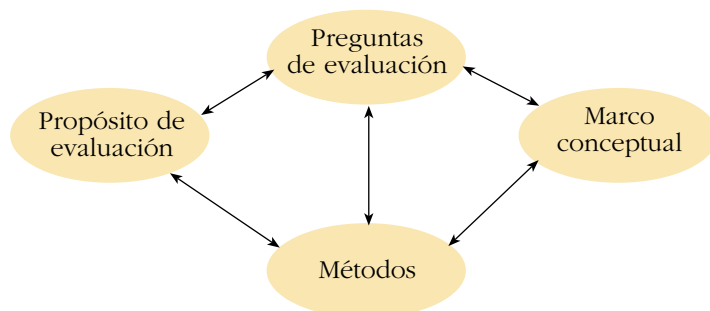 Preguntas
de evaluación
Propósito de
evaluación
Marco
conceptual
Métodos